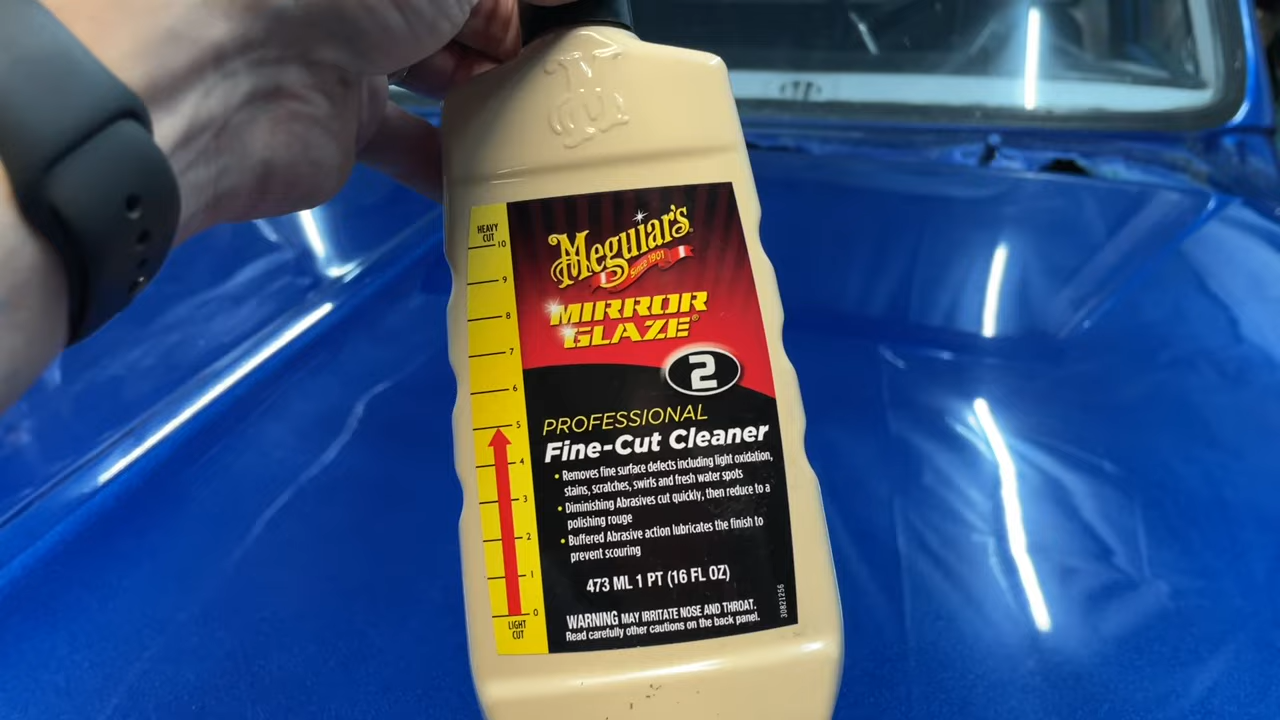 HEAVY
CUT
10
9
8
7
6
5
4
3
2
1
0
LIGHT
CUT
Meguiar's
Since 1901
MIRROR
GLAZE®
2
PROFESSIONAL
Fine-Cut Cleaner
• Removes fine surface defects including light oxidation,
stains, scratches, swirls and fresh water spots
• Diminishing Abrasives cut quickly, then reduce to a
polishing rouge
• Buffered Abrasive action lubricates the finish to
prevent scouring
473 ML 1 PT (16 FL OZ)
WARNING MAY IRRITATE NOSE AND THROAT.
Read carefully other cautions on the back panel.
30821256